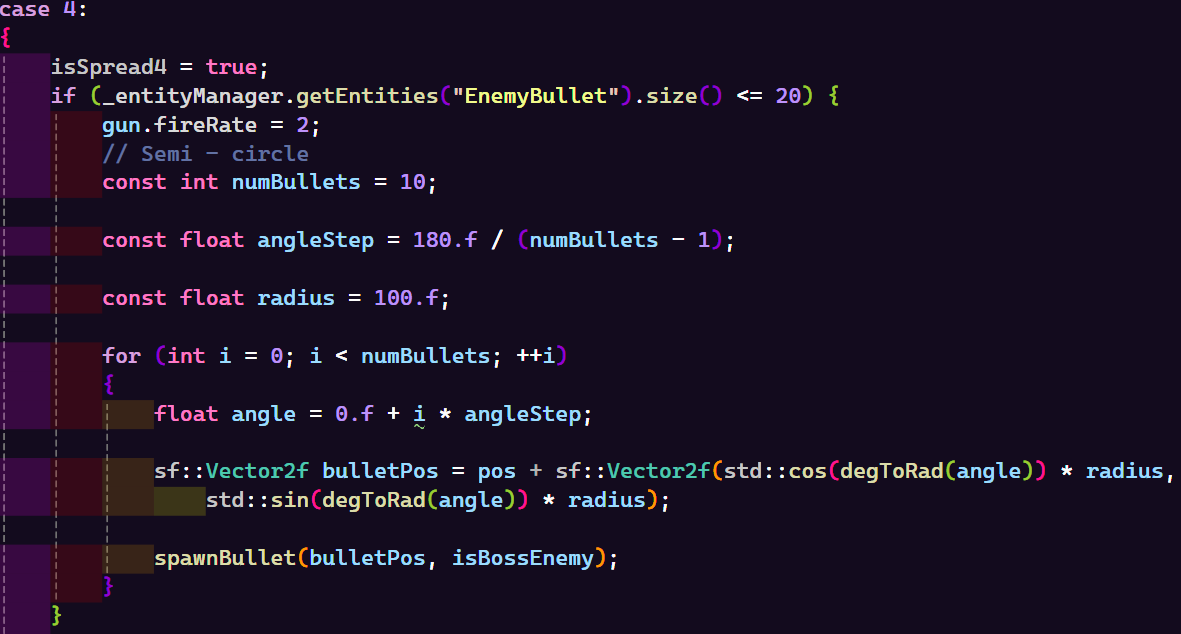 case 4:
{
isSpread4 = true;
if (_entityManager.getEntities("EnemyBullet").size() <= 20) {
gun.fireRate = 2;
// Semi - circle
const int numBullets = 10;
const float angleStep = 180.f / (numBullets - 1);
const float radius = 100.f;
for (int i = 0; i < numBullets; ++i)
{
float angle = 0.f + i * angleStep;
sf::Vector2f bulletPos = pos + sf::Vector2f(std::cos(degToRad(angle)) * radius,
std::sin(degToRad(angle)) * radius);
spawnBullet(bulletPos, isBossEnemy);
}
}